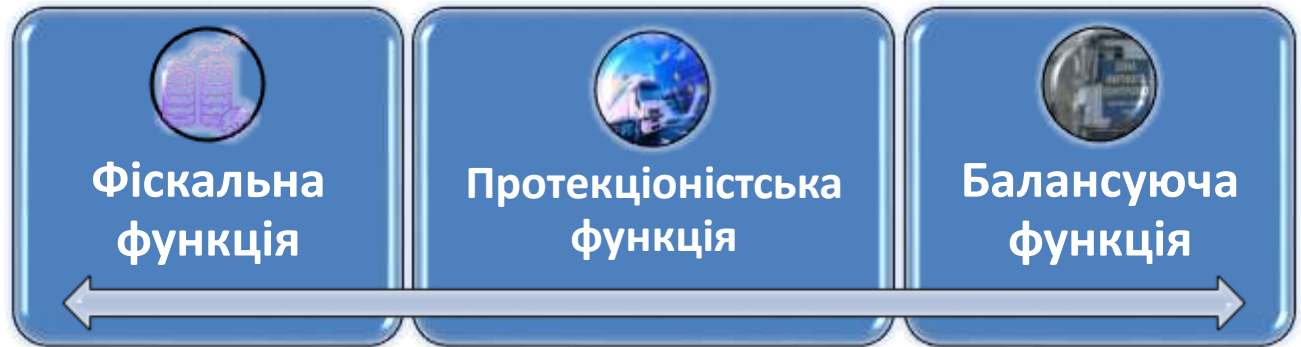 Фіскальна
функція
Протекціоністська
функція
Балансуюча
функція